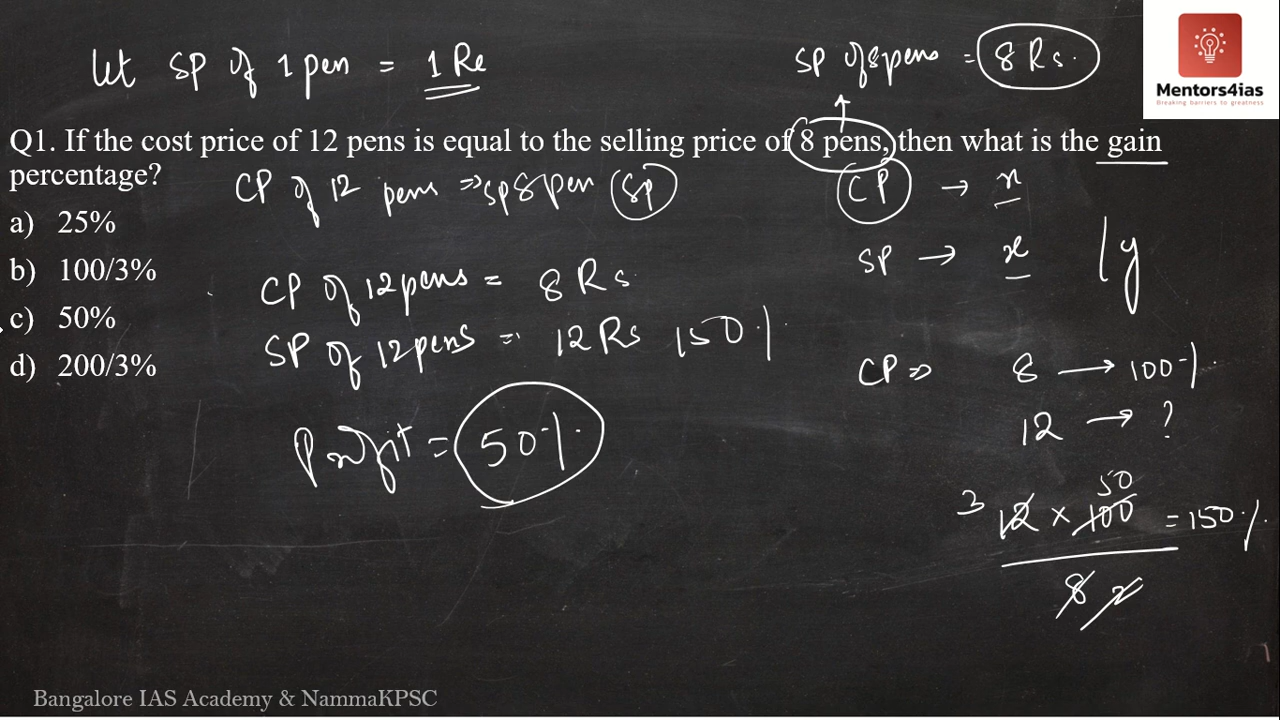 let SP of 1 pen = 1 Re
SP of 8 pens = 8 Rs.
Mentors4ias
Breaking barriers to greatness
Q1. If the cost price of 12 pens is equal to the selling price of 8 pens, then what is the gain
percentage?
CP of 12 pens ⇒ SP 8 pen (SP)
CP → x
a) 25%
SP → x / y
b) 100/3%
CP of 12 pens = 8 Rs
c) 50%
SP of 12 pens = 12 Rs 150%.
d) 200/3%
CP ⇒ 8 → 100%.
12 → ?
Profit = 50%.
3 50
12 × 100 = 150%.
8 2
Bangalore IAS Academy & NammaKPSC